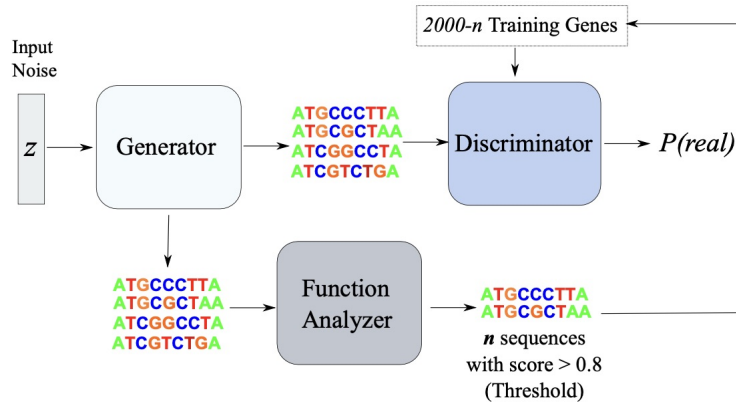 2000-n Training Genes
Input
Noise
z
Generator
ATGCCCTTA
ATGCGCTAA
ATCGGCCTA
ATCGTCTGA
Discriminator
P(real)
ATGCCCTTA
ATGCGCTAA
ATCGGCCTA
ATCGTCTGA
Function
Analyzer
ATGCCCTTA
ATGCGCTAA
n sequences
with score > 0.8
(Threshold)